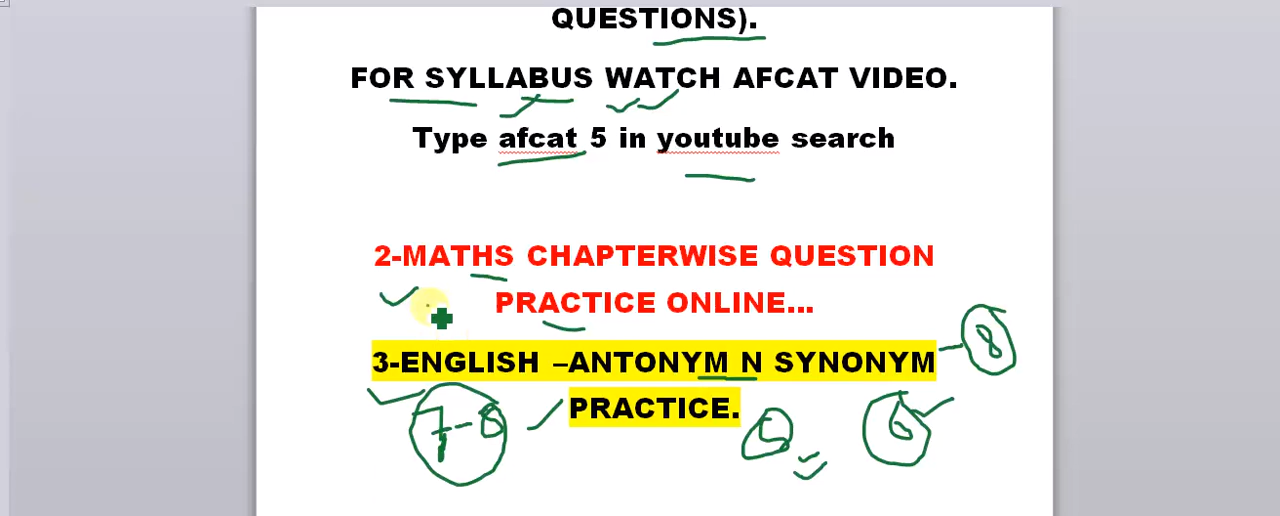 QUESTIONS).
FOR SYLLABUS WATCH AFCAT VIDEO.
Type afcat 5 in youtube search
2-MATHS CHAPTERWISE QUESTION
PRACTICE ONLINE...
3-ENGLISH –ANTONYM N SYNONYM
8
PRACTICE.
7-8
5
6